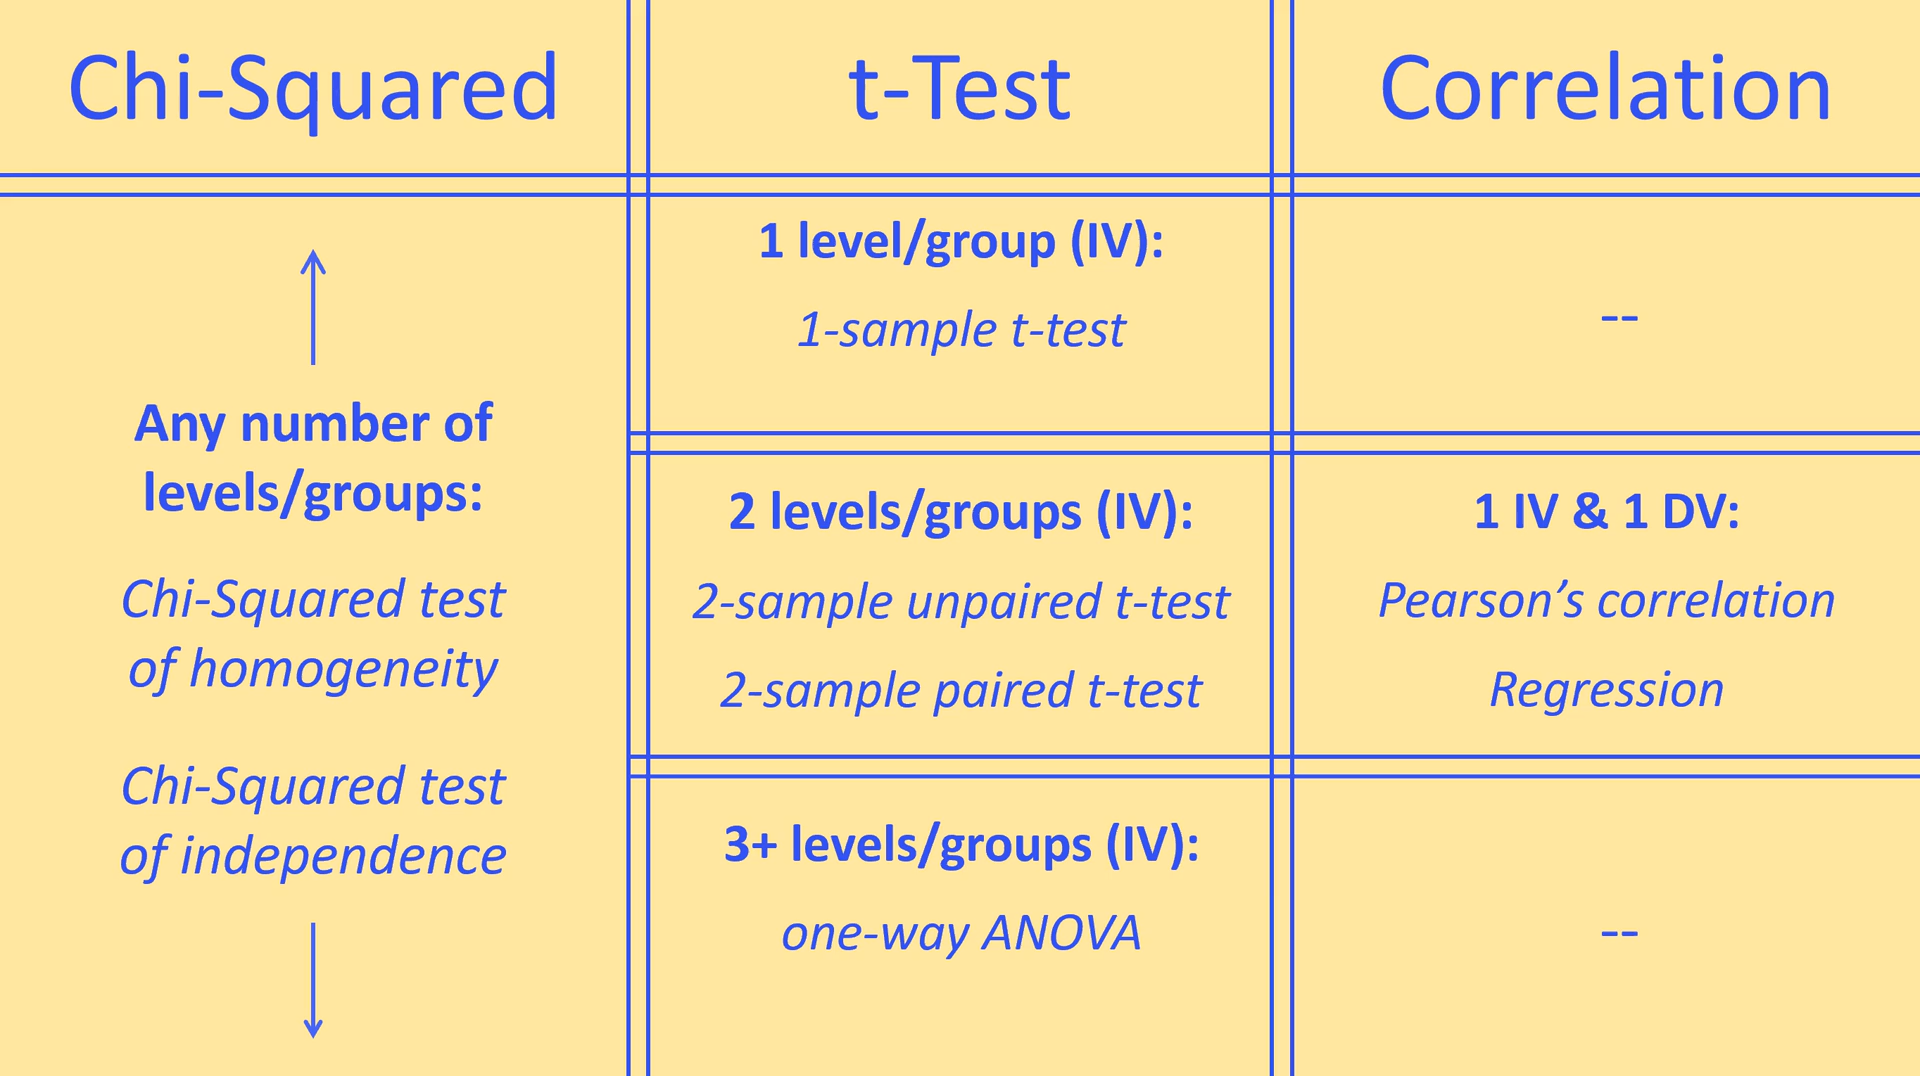 Chi-Squared
t-Test
Correlation
Any number of
levels/groups:
Chi-Squared test
of homogeneity
Chi-Squared test
of independence
1 level/group (IV):
1-sample t-test
--
2 levels/groups (IV):
2-sample unpaired t-test
2-sample paired t-test
1 IV & 1 DV:
Pearson’s correlation
Regression
3+ levels/groups (IV):
one-way ANOVA
--